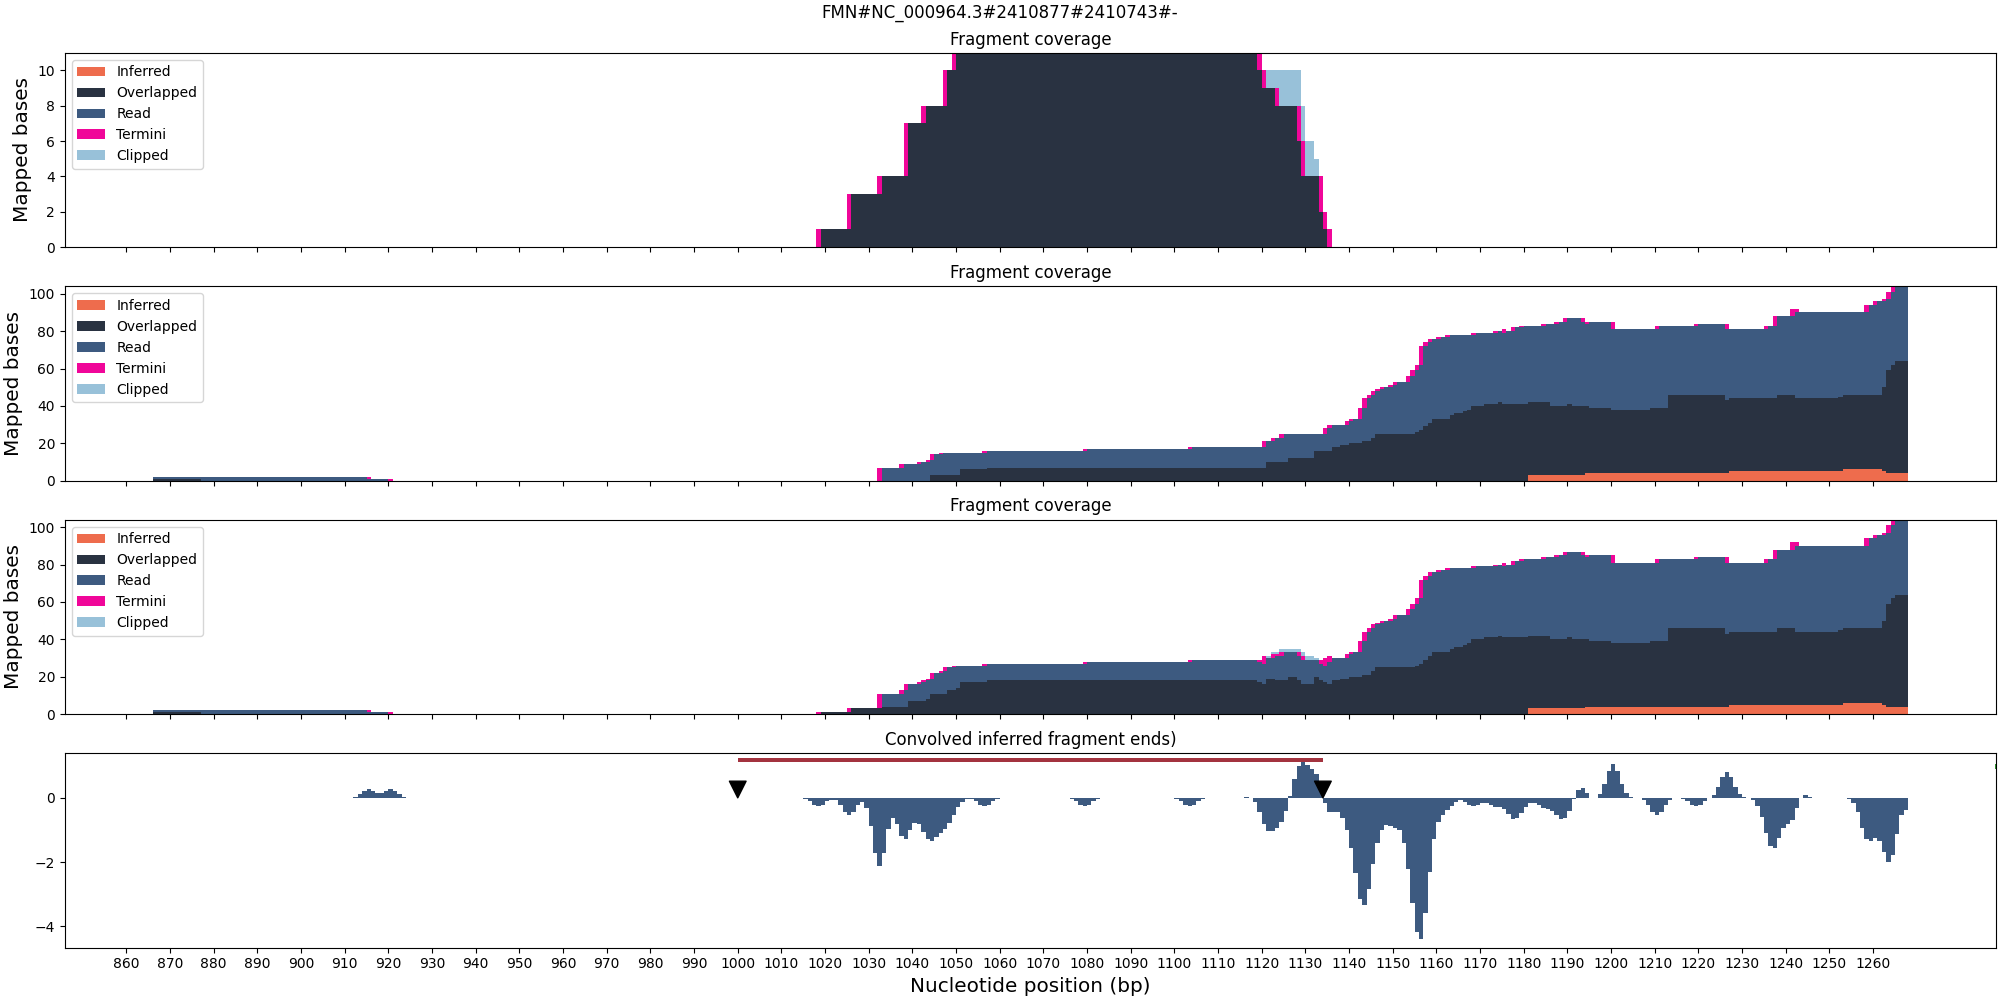 FMN#NC_000964.3#2410877#2410743#-
Fragment coverage
Mapped bases
10
8
6
4
2
0
Inferred
Overlapped
Read
Termini
Clipped
Fragment coverage
Mapped bases
100
80
60
40
20
0
Inferred
Overlapped
Read
Termini
Clipped
Fragment coverage
Mapped bases
100
80
60
40
20
0
Inferred
Overlapped
Read
Termini
Clipped
Convolved inferred fragment ends)
0
−2
−4
860 870 880 890 900 910 920 930 940 950 960 970 980 990 1000 1010 1020 1030 1040 1050 1060 1070 1080 1090 1100 1110 1120 1130 1140 1150 1160 1170 1180 1190 1200 1210 1220 1230 1240 1250 1260
Nucleotide position (bp)